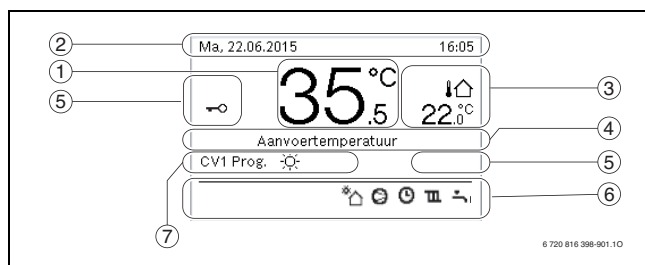 ② Ma, 22.06.2015 16:05
① 35.5 °C
⑤
③ 22.0 °C
④ Aanvoertemperatuur
⑦ CV1 Prog.
⑤
⑥
6 720 816 398-901.1O